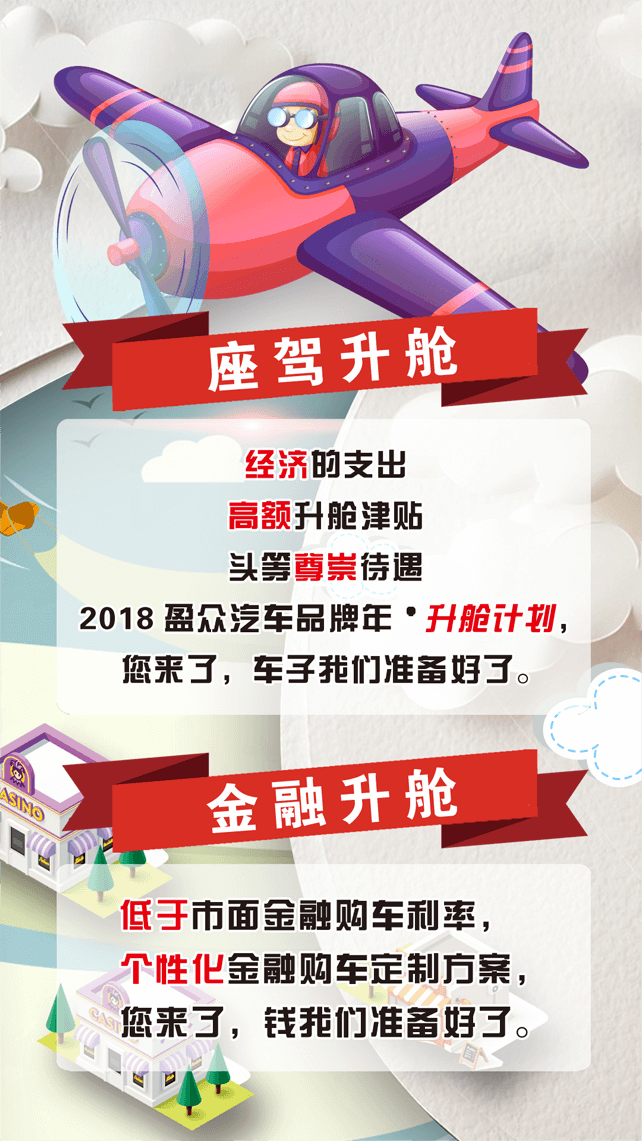 座驾升舱
经济的支出
高额升舱津贴
头等尊崇待遇
2018 盈众汽车品牌年·升舱计划，
您来了，车子我们准备好了。
CASINO
金融升舱
低于市面金融购车利率，
个性化金融购车定制方案，
您来了，钱我们准备好了。
CASINO